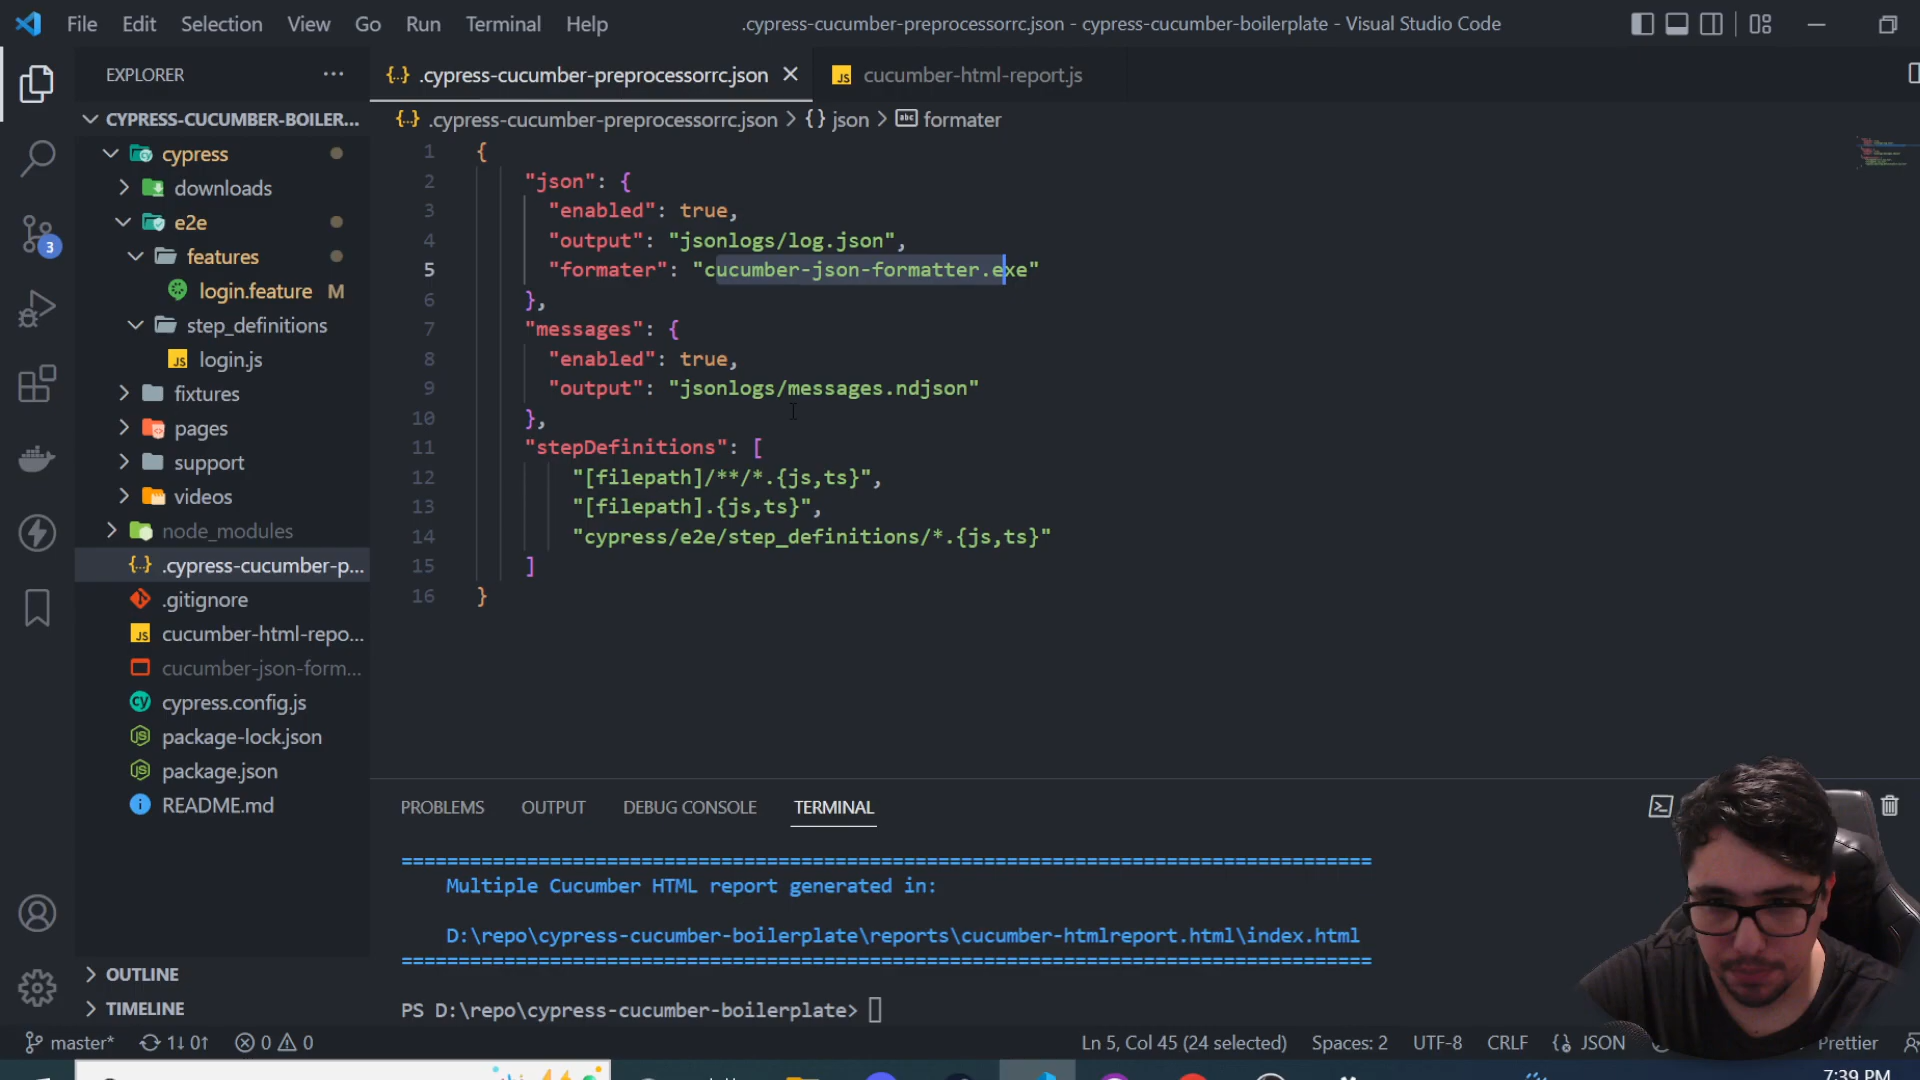 File Edit Selection View Go Run Terminal Help
.cypress-cucumber-preprocessorrc.json - cypress-cucumber-boilerplate - Visual Studio Code
EXPLORER
CYPRESS-CUCUMBER-BOILER...
cypress
downloads
e2e
features
login.feature M
step_definitions
login.js
fixtures
pages
support
videos
node_modules
.cypress-cucumber-p...
.gitignore
cucumber-html-repo...
cucumber-json-form...
cypress.config.js
package-lock.json
package.json
README.md
OUTLINE
TIMELINE
3
.cypress-cucumber-preprocessorrc.json
JS cucumber-html-report.js
.cypress-cucumber-preprocessorrc.json > {} json > abc formater
1 {
2 "json": {
3 "enabled": true,
4 "output": "jsonlogs/log.json",
5 "formater": "cucumber-json-formatter.exe"
6 },
7 "messages": {
8 "enabled": true,
9 "output": "jsonlogs/messages.ndjson"
10 },
11 "stepDefinitions": [
12 "[filepath]/**/*.{js,ts}",
13 "[filepath].{js,ts}",
14 "cypress/e2e/step_definitions/*.{js,ts}"
15 ]
16 }
PROBLEMS OUTPUT DEBUG CONSOLE TERMINAL
================================================================================
Multiple Cucumber HTML report generated in:
D:\repo\cypress-cucumber-boilerplate\reports\cucumber-htmlreport.html\index.html
================================================================================
PS D:\repo\cypress-cucumber-boilerplate>
master* 1↓ 0↑ 0 0
Ln 5, Col 45 (24 selected) Spaces: 2 UTF-8 CRLF {} JSON Prettier
7:39 PM